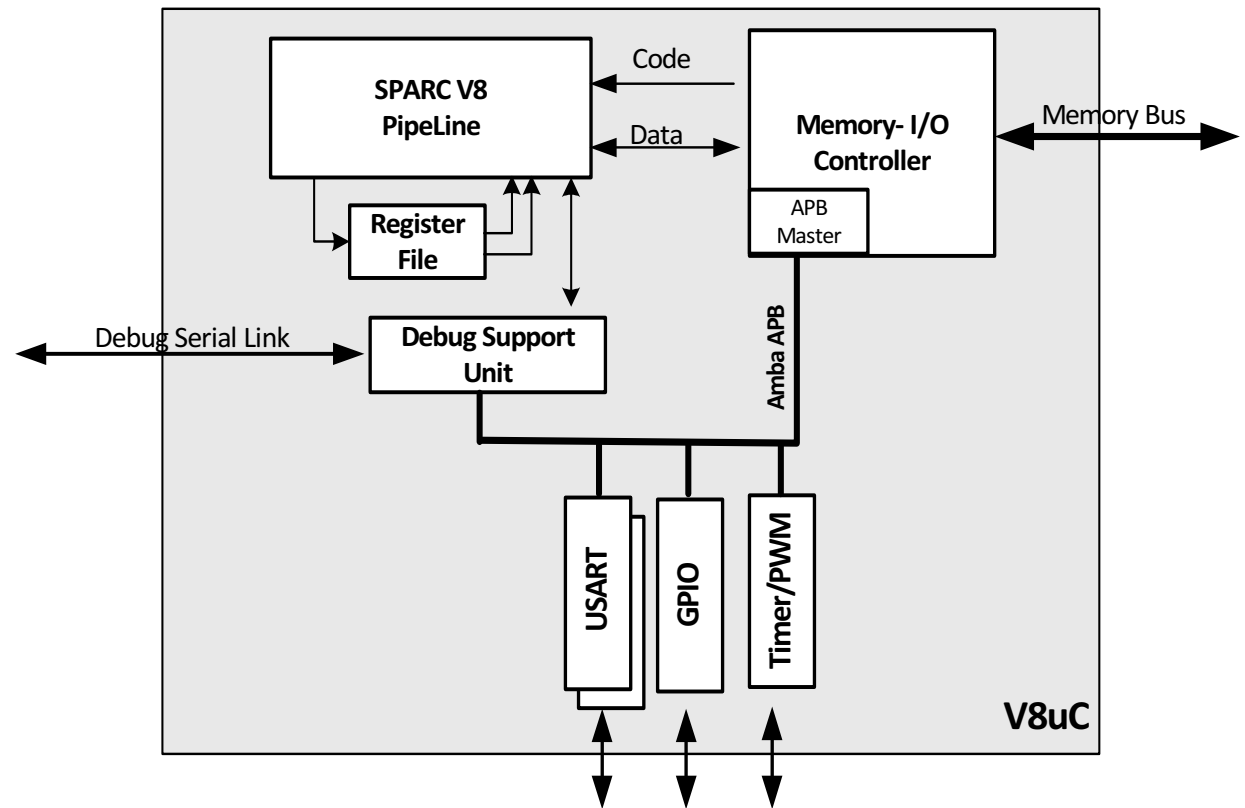 Code
SPARC V8
PipeLine
Data
Memory- I/O
Controller
Memory Bus
APB
Master
Register
File
Debug Serial Link
Debug Support
Unit
Amba APB
USART
GPIO
Timer/PWM
V8uC